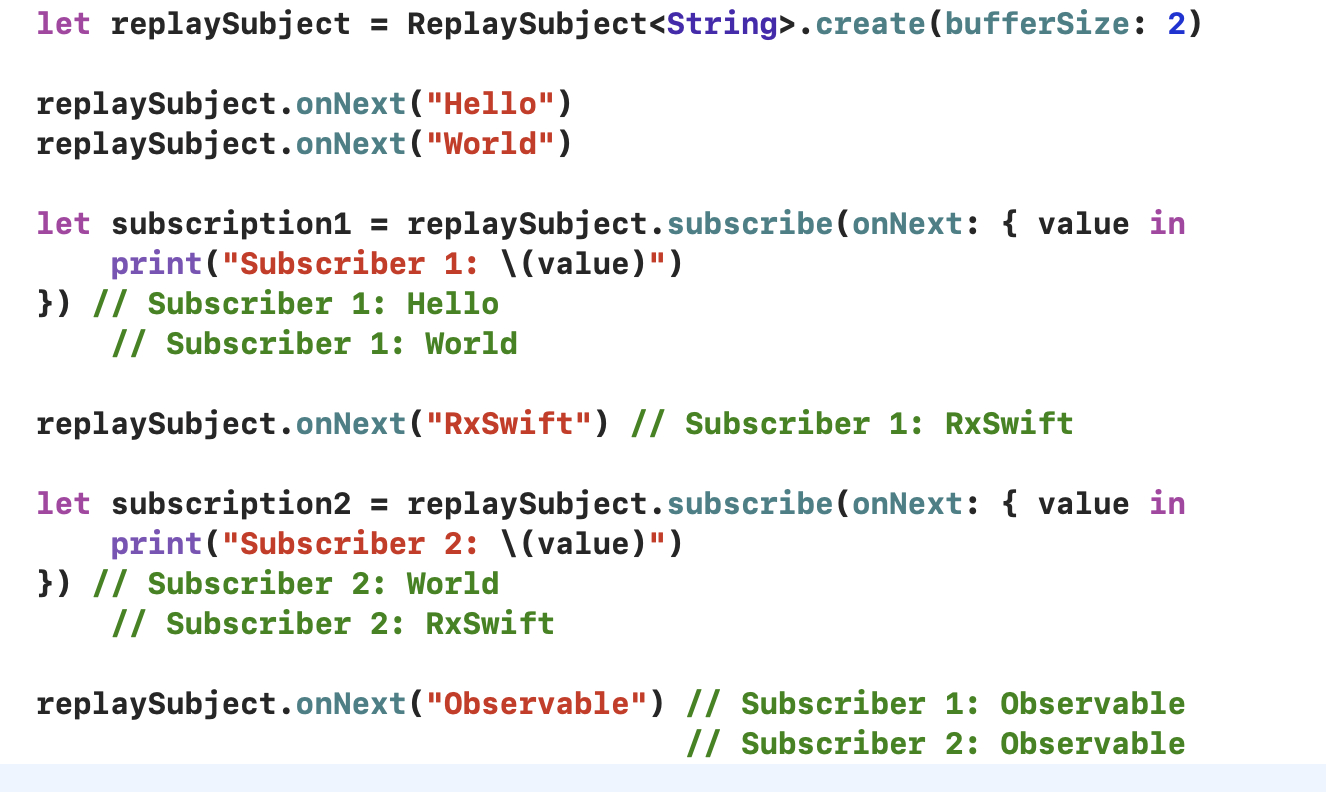 let replaySubject = ReplaySubject<String>.create(bufferSize: 2)
replaySubject.onNext("Hello")
replaySubject.onNext("World")
let subscription1 = replaySubject.subscribe(onNext: { value in
print("Subscriber 1: \(value)")
}) // Subscriber 1: Hello
// Subscriber 1: World
replaySubject.onNext("RxSwift") // Subscriber 1: RxSwift
let subscription2 = replaySubject.subscribe(onNext: { value in
print("Subscriber 2: \(value)")
}) // Subscriber 2: World
// Subscriber 2: RxSwift
replaySubject.onNext("Observable") // Subscriber 1: Observable
// Subscriber 2: Observable